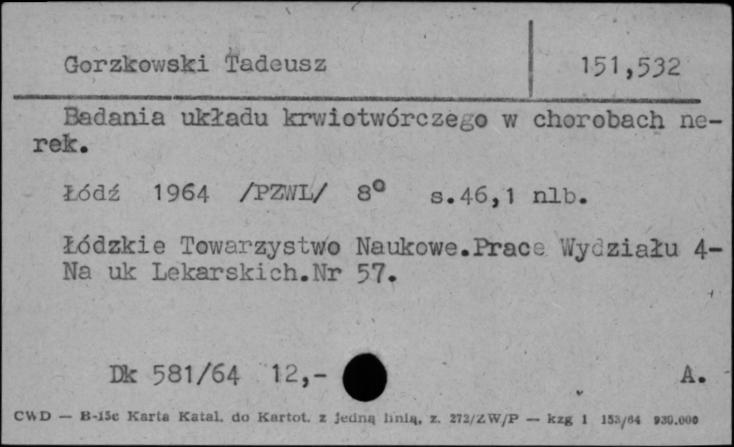 Gorzkowski Tadeusz 151,532
Badania układu krwiotwórczego w chorobach ne-
rek.
Łódź 1964 /PZWL/ 8° s.46,1 nlb.
Łódzkie Towarzystwo Naukowe.Prace Wydziału 4-
Na uk Lekarskich.Nr 57.
Dk 581/64 12,- A.
CWD — B-15c Karta Katal. do Kartot. z jedną linią, z. 272/ZW/P — kzg 1 153/64 930.000